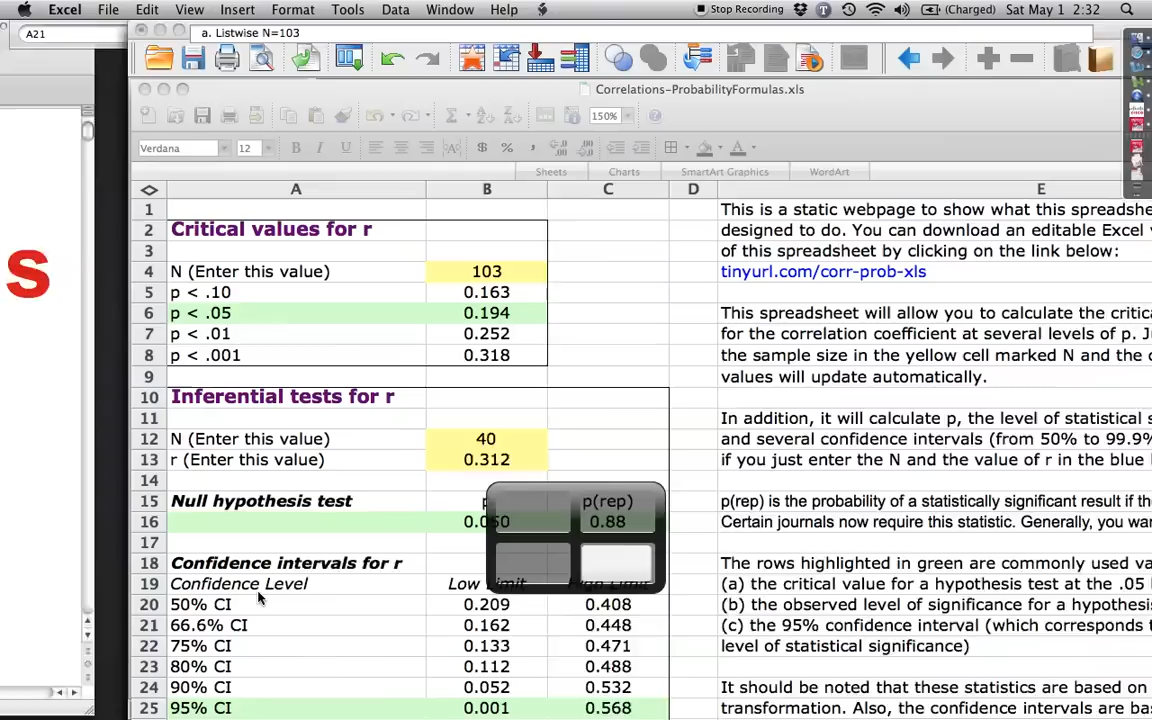 Excel File Edit View Insert Format Tools Data Window Help Stop Recording (Charged) Sat May 1 2:32
A21
a. Listwise N=103
Correlations-ProbabilityFormulas.xls
150%
Verdana 12
Sheets Charts SmartArt Graphics WordArt
A B C D E
1 This is a static webpage to show what this spreadshe
2 Critical values for r designed to do. You can download an editable Excel v
3 of this spreadsheet by clicking on the link below:
4 N (Enter this value) 103 tinyurl.com/corr-prob-xls
5 p < .10 0.163
6 p < .05 0.194 This spreadsheet will allow you to calculate the critic
7 p < .01 0.252 for the correlation coefficient at several levels of p. J
8 p < .001 0.318 the sample size in the yellow cell marked N and the c
9 values will update automatically.
10 Inferential tests for r
11 In addition, it will calculate p, the level of statistical s
12 N (Enter this value) 40 and several confidence intervals (from 50% to 99.9%
13 r (Enter this value) 0.312 if you just enter the N and the value of r in the blue l
14
15 Null hypothesis test p p(rep) p(rep) is the probability of a statistically significant result if the
16 0.050 0.88 Certain journals now require this statistic. Generally, you wan
17
18 Confidence intervals for r The rows highlighted in green are commonly used va
19 Confidence Level Low Limit High Limit (a) the critical value for a hypothesis test at the .05 l
20 50% CI 0.209 0.408 (b) the observed level of significance for a hypothesis
21 66.6% CI 0.162 0.448 (c) the 95% confidence interval (which corresponds t
22 75% CI 0.133 0.471 level of statistical significance)
23 80% CI 0.112 0.488
24 90% CI 0.052 0.532 It should be noted that these statistics are based on
25 95% CI 0.001 0.568 transformation. Also, the confidence intervals are bas
s